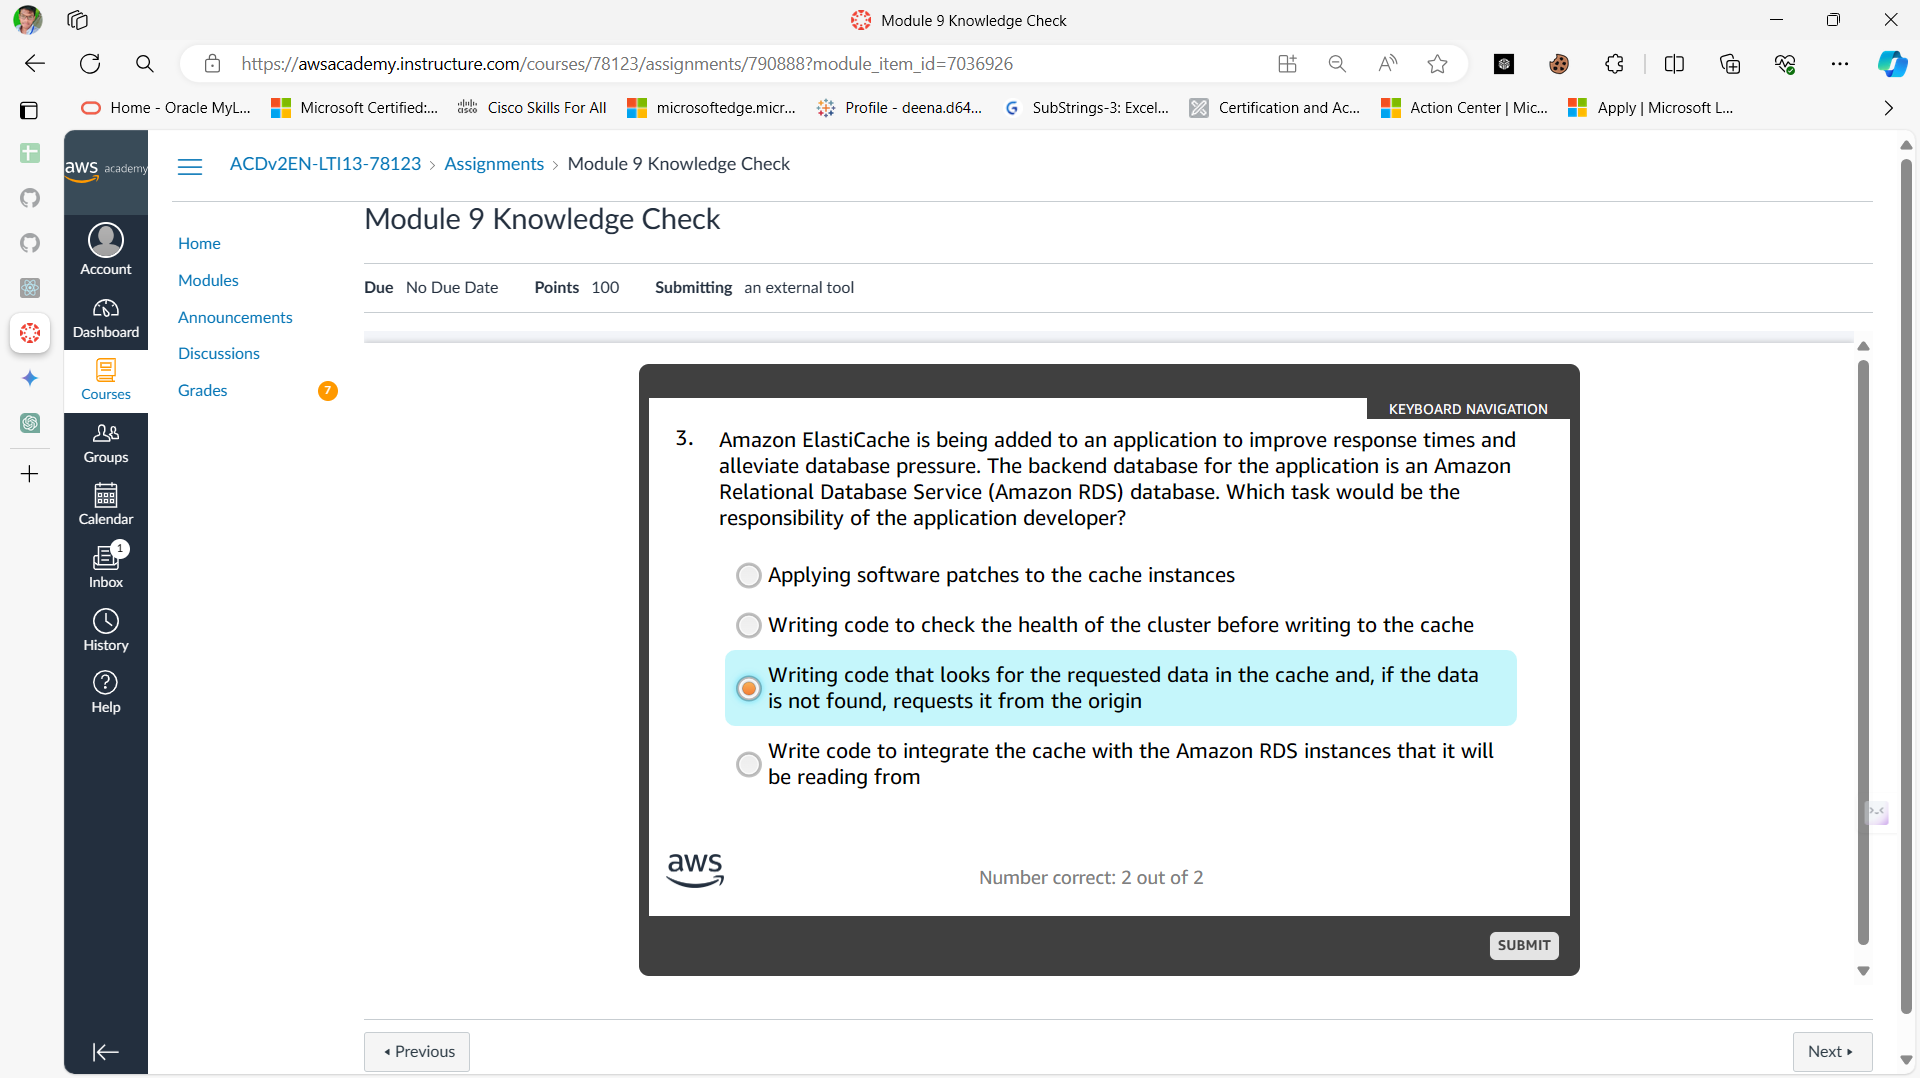 Module 9 Knowledge Check
https://awsacademy.instructure.com/courses/78123/assignments/790888?module_item_id=7036926
Home - Oracle MyL...
Microsoft Certified:...
Cisco Skills For All
microsoftedge.micr...
Profile - deena.d64...
SubStrings-3: Excel...
Certification and Ac...
Action Center | Mic...
Apply | Microsoft L...
aws academy
ACDv2EN-LTI13-78123 › Assignments › Module 9 Knowledge Check
Account
Dashboard
Courses
Groups
Calendar
1
Inbox
History
Help
Home
Modules
Announcements
Discussions
Grades 7
Module 9 Knowledge Check
Due No Due Date Points 100 Submitting an external tool
KEYBOARD NAVIGATION
3. Amazon ElastiCache is being added to an application to improve response times and
alleviate database pressure. The backend database for the application is an Amazon
Relational Database Service (Amazon RDS) database. Which task would be the
responsibility of the application developer?
Applying software patches to the cache instances
Writing code to check the health of the cluster before writing to the cache
Writing code that looks for the requested data in the cache and, if the data
is not found, requests it from the origin
Write code to integrate the cache with the Amazon RDS instances that it will
be reading from
aws
Number correct: 2 out of 2
SUBMIT
Previous
Next